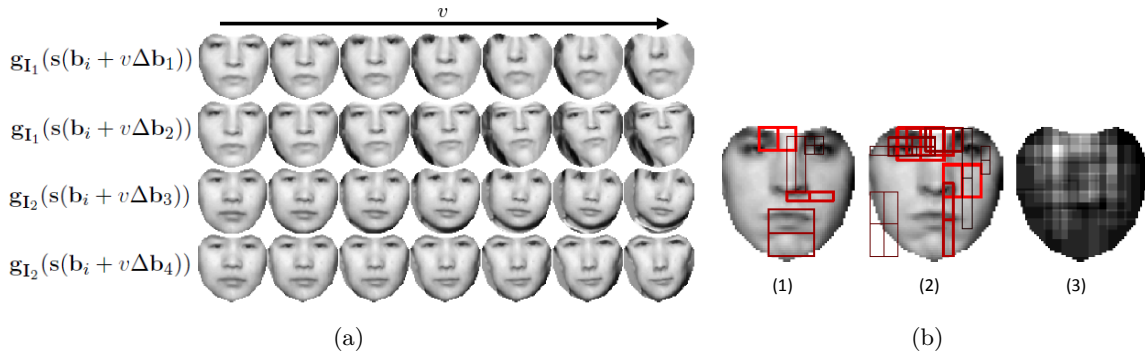 v
g_{I_1}(s(b_i + vΔb_1))
g_{I_1}(s(b_i + vΔb_2))
g_{I_2}(s(b_i + vΔb_3))
g_{I_2}(s(b_i + vΔb_4))
(a)
(1) (2) (3)
(b)